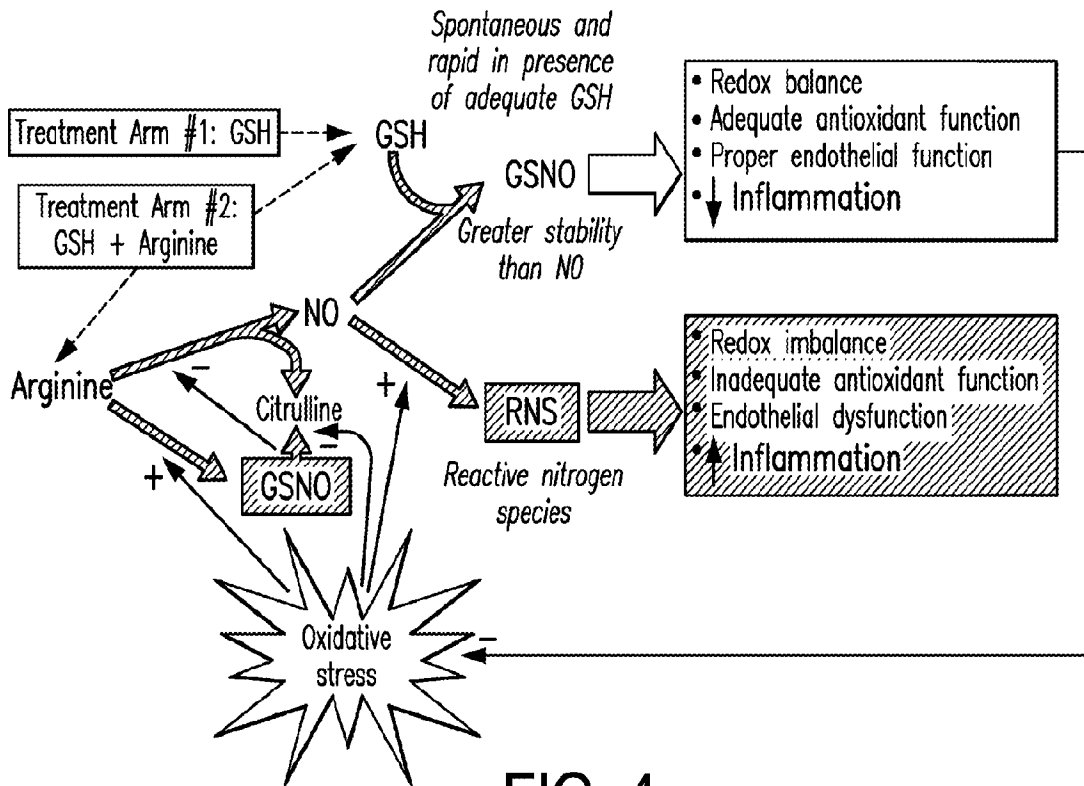 Spontaneous and
rapid in presence
of adequate GSH
Treatment Arm #1: GSH
Treatment Arm #2:
GSH + Arginine
GSH
GSNO
Greater stability
than NO
• Redox balance
• Adequate antioxidant function
• Proper endothelial function
• ↓ Inflammation
NO
Arginine
−
+
Citrulline
−
GSNO
+
RNS
Reactive nitrogen
species
• Redox imbalance
• Inadequate antioxidant function
• Endothelial dysfunction
• ↑ Inflammation
Oxidative
stress
−
FIG. 4